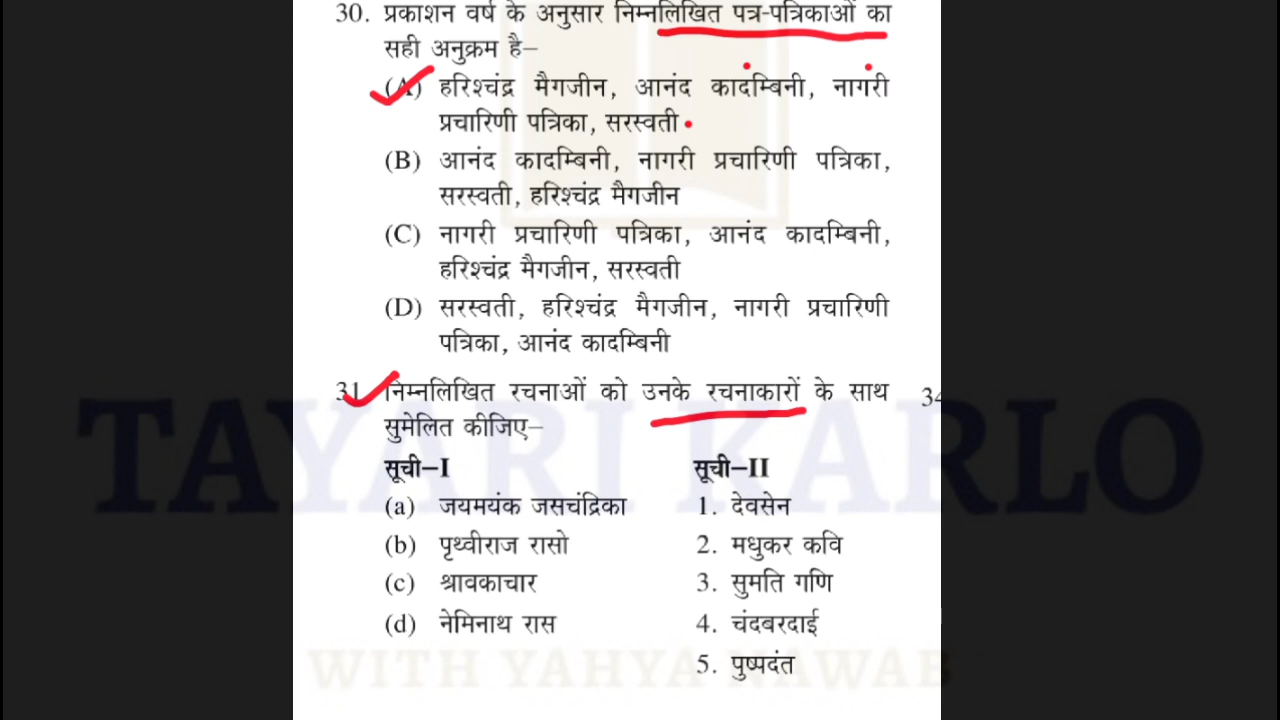 30. प्रकाशन वर्ष के अनुसार निम्नलिखित पत्र-पत्रिकाओं का
सही अनुक्रम है–
(A) हरिश्चंद्र मैगजीन, आनंद कादम्बिनी, नागरी
प्रचारिणी पत्रिका, सरस्वती
(B) आनंद कादम्बिनी, नागरी प्रचारिणी पत्रिका,
सरस्वती, हरिश्चंद्र मैगजीन
(C) नागरी प्रचारिणी पत्रिका, आनंद कादम्बिनी,
हरिश्चंद्र मैगजीन, सरस्वती
(D) सरस्वती, हरिश्चंद्र मैगजीन, नागरी प्रचारिणी
पत्रिका, आनंद कादम्बिनी
31. निम्नलिखित रचनाओं को उनके रचनाकारों के साथ
सुमेलित कीजिए–
सूची–I सूची–II
(a) जयमयंक जसचंद्रिका 1. देवसेन
(b) पृथ्वीराज रासो 2. मधुकर कवि
(c) श्रावकाचार 3. सुमति गणि
(d) नेमिनाथ रास 4. चंदबरदाई
5. पुष्पदंत
34
TAYARI KARLO
WITH YAHYA NAWAB